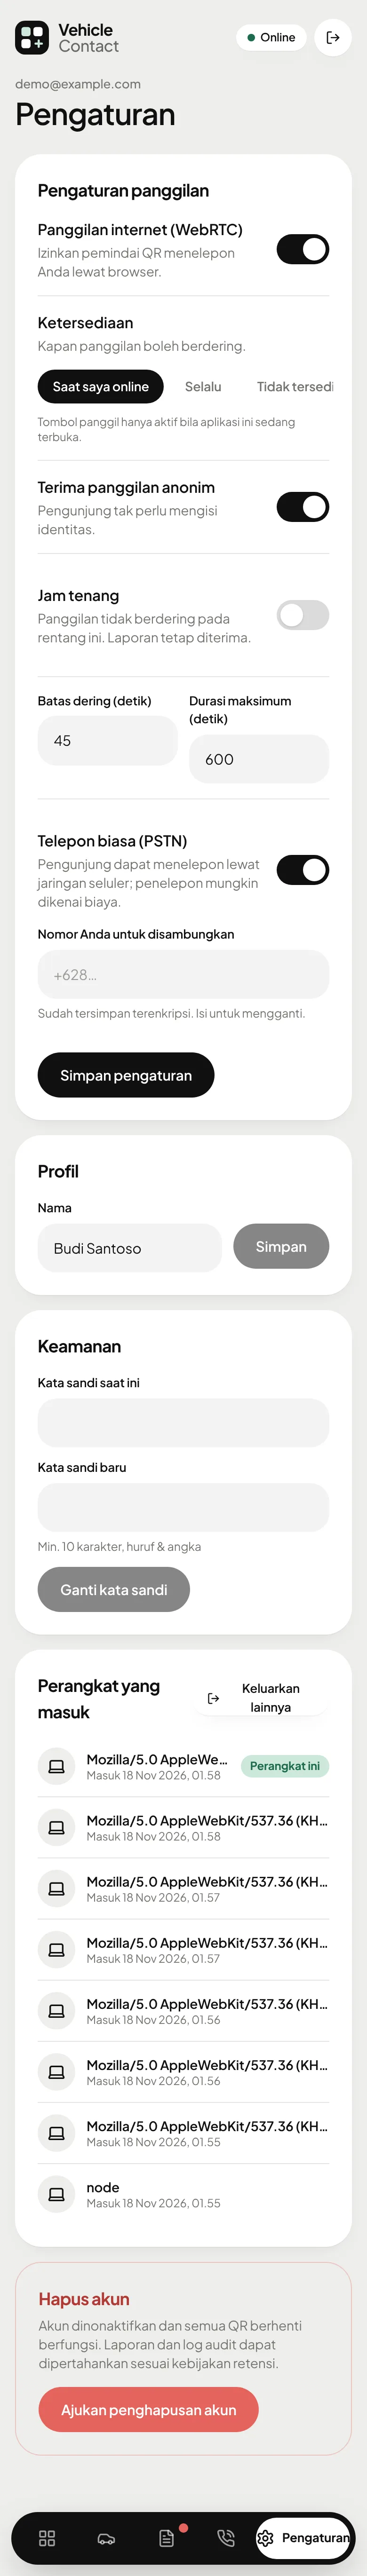 Vehicle
Contact
Online
demo@example.com
Pengaturan
Pengaturan panggilan
Panggilan internet (WebRTC)
Izinkan pemindai QR menelepon
Anda lewat browser.
Ketersediaan
Kapan panggilan boleh berdering.
Saat saya online
Selalu
Tidak tersedi
Tombol panggil hanya aktif bila aplikasi ini sedang
terbuka.
Terima panggilan anonim
Pengunjung tak perlu mengisi
identitas.
Jam tenang
Panggilan tidak berdering pada
rentang ini. Laporan tetap diterima.
Batas dering (detik)
45
Durasi maksimum
(detik)
600
Telepon biasa (PSTN)
Pengunjung dapat menelepon lewat
jaringan seluler; penelepon mungkin
dikenai biaya.
Nomor Anda untuk disambungkan
+628…
Sudah tersimpan terenkripsi. Isi untuk mengganti.
Simpan pengaturan
Profil
Nama
Budi Santoso
Simpan
Keamanan
Kata sandi saat ini
Kata sandi baru
Min. 10 karakter, huruf & angka
Ganti kata sandi
Perangkat yang
masuk
Keluarkan
lainnya
Mozilla/5.0 AppleWe…
Masuk 18 Nov 2026, 01.58
Perangkat ini
Mozilla/5.0 AppleWebKit/537.36 (KH…
Masuk 18 Nov 2026, 01.58
Mozilla/5.0 AppleWebKit/537.36 (KH…
Masuk 18 Nov 2026, 01.57
Mozilla/5.0 AppleWebKit/537.36 (KH…
Masuk 18 Nov 2026, 01.57
Mozilla/5.0 AppleWebKit/537.36 (KH…
Masuk 18 Nov 2026, 01.56
Mozilla/5.0 AppleWebKit/537.36 (KH…
Masuk 18 Nov 2026, 01.56
Mozilla/5.0 AppleWebKit/537.36 (KH…
Masuk 18 Nov 2026, 01.55
node
Masuk 18 Nov 2026, 01.55
Hapus akun
Akun dinonaktifkan dan semua QR berhenti
berfungsi. Laporan dan log audit dapat
dipertahankan sesuai kebijakan retensi.
Ajukan penghapusan akun
Pengaturan